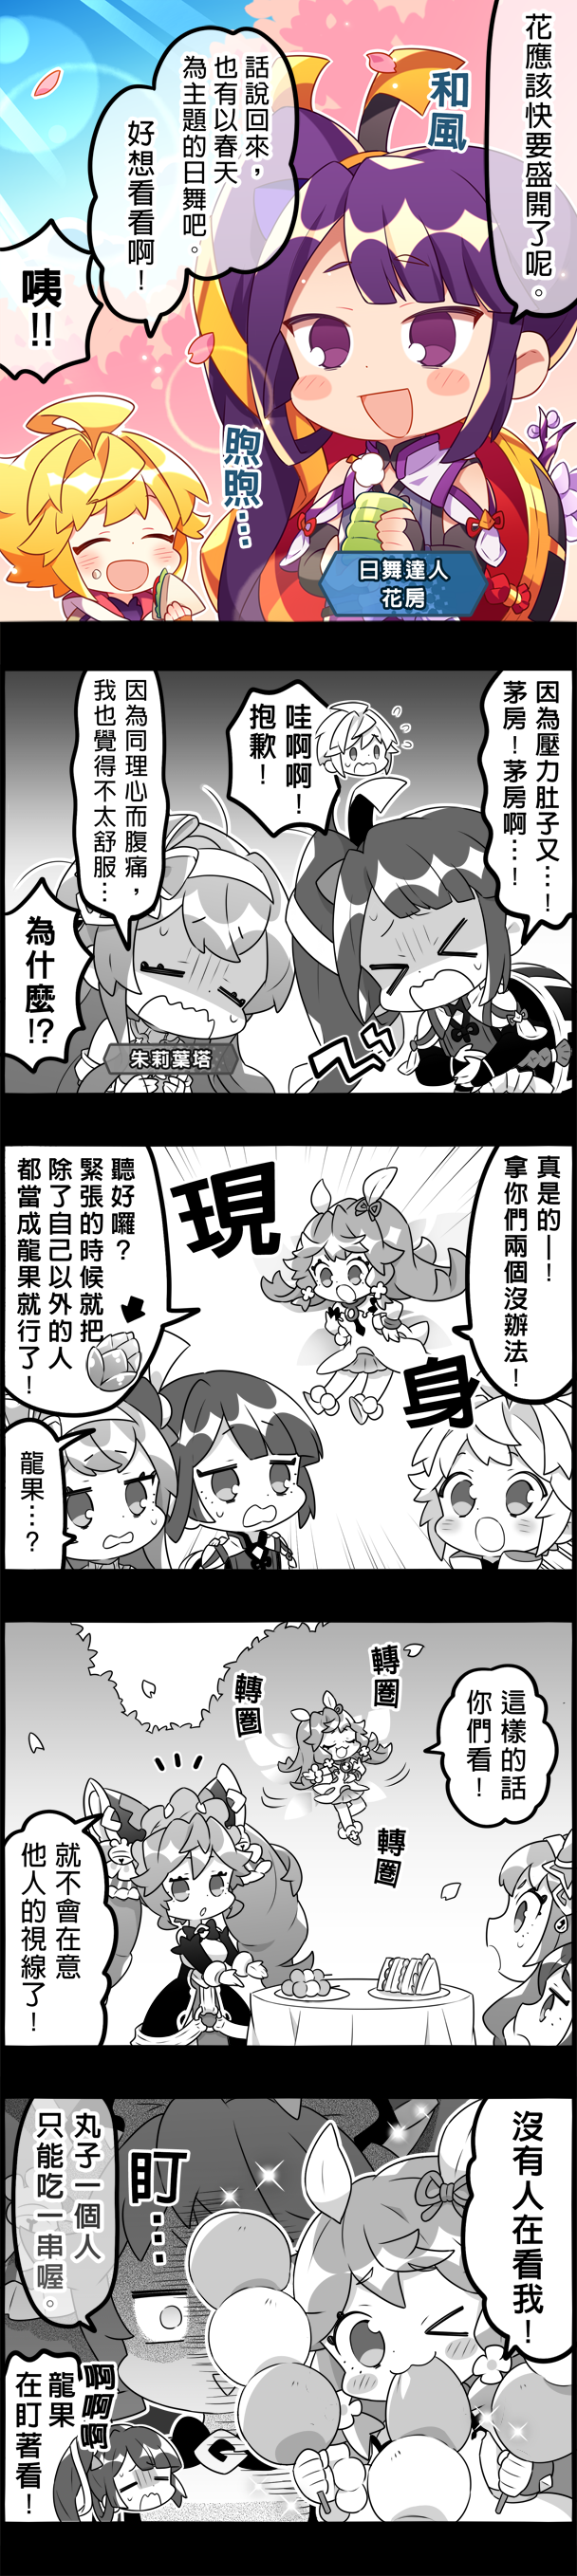 花應該快要盛開了呢。
和風
話說回來，
也有以春天
為主題的日舞吧。
好想看看啊！
咦!!
煦煦…
日舞達人
花房
因為壓力肚子又…！
茅房！茅房啊…！
哇啊啊！
抱歉！
因為同理心而腹痛，
我也覺得不太舒服…
為什麼!?
朱莉葉塔
真是的—！
拿你們兩個沒辦法！
現
身
聽好囉？
緊張的時候就把
除了自己以外的人
都當成龍果就行了！
龍果…？
這樣的話
你們看！
轉圈
轉圈
轉圈
就不會在意
他人的視線了！
沒有人在看我！
盯…
丸子一個人
只能吃一串喔。
啊啊啊
龍果
在盯著看！